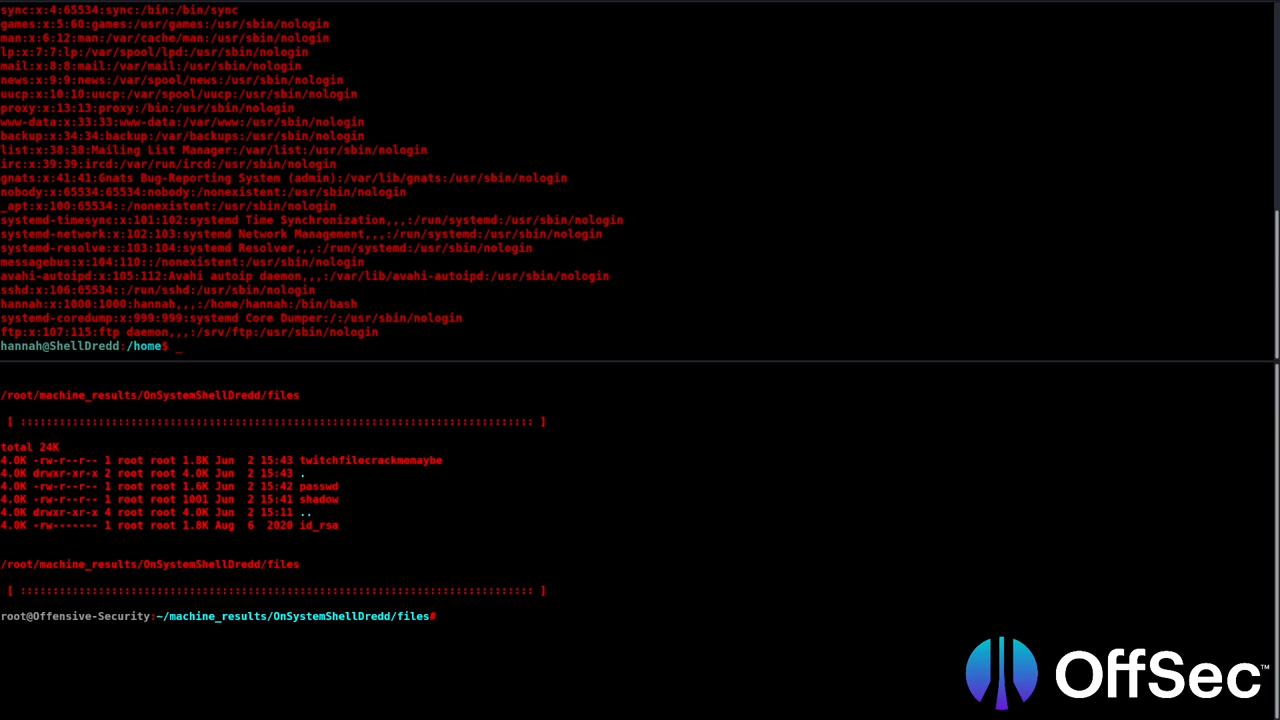 sync:x:4:65534:sync:/bin:/bin/sync
games:x:5:60:games:/usr/games:/usr/sbin/nologin
man:x:6:12:man:/var/cache/man:/usr/sbin/nologin
lp:x:7:7:lp:/var/spool/lpd:/usr/sbin/nologin
mail:x:8:8:mail:/var/mail:/usr/sbin/nologin
news:x:9:9:news:/var/spool/news:/usr/sbin/nologin
uucp:x:10:10:uucp:/var/spool/uucp:/usr/sbin/nologin
proxy:x:13:13:proxy:/bin:/usr/sbin/nologin
www-data:x:33:33:www-data:/var/www:/usr/sbin/nologin
backup:x:34:34:backup:/var/backups:/usr/sbin/nologin
list:x:38:38:Mailing List Manager:/var/list:/usr/sbin/nologin
irc:x:39:39:ircd:/var/run/ircd:/usr/sbin/nologin
gnats:x:41:41:Gnats Bug-Reporting System (admin):/var/lib/gnats:/usr/sbin/nologin
nobody:x:65534:65534:nobody:/nonexistent:/usr/sbin/nologin
_apt:x:100:65534::/nonexistent:/usr/sbin/nologin
systemd-timesync:x:101:102:systemd Time Synchronization,,,:/run/systemd:/usr/sbin/nologin
systemd-network:x:102:103:systemd Network Management,,,:/run/systemd:/usr/sbin/nologin
systemd-resolve:x:103:104:systemd Resolver,,,:/run/systemd:/usr/sbin/nologin
messagebus:x:104:110::/nonexistent:/usr/sbin/nologin
avahi-autoipd:x:105:112:Avahi autoip daemon,,,:/var/lib/avahi-autoipd:/usr/sbin/nologin
sshd:x:106:65534::/run/sshd:/usr/sbin/nologin
hannah:x:1000:1000:hannah,,,:/home/hannah:/bin/bash
systemd-coredump:x:999:999:systemd Core Dumper:/:/usr/sbin/nologin
ftp:x:107:115:ftp daemon,,,:/srv/ftp:/usr/sbin/nologin
hannah@ShellDredd:/home$ _
/root/machine_results/OnSystemShellDredd/files
[ ::::::::::::::::::::::::::::::::::::::::::::::::::::::::::::::::::::::::::::::: ]
total 24K
4.0K -rw-r--r-- 1 root root 1.8K Jun  2 15:43 twitchfilecrackmemaybe
4.0K drwxr-xr-x 2 root root 4.0K Jun  2 15:43 .
4.0K -rw-r--r-- 1 root root 1.6K Jun  2 15:42 passwd
4.0K -rw-r--r-- 1 root root 1001 Jun  2 15:41 shadow
4.0K drwxr-xr-x 4 root root 4.0K Jun  2 15:11 ..
4.0K -rw------- 1 root root 1.8K Aug  6  2020 id_rsa
/root/machine_results/OnSystemShellDredd/files
[ ::::::::::::::::::::::::::::::::::::::::::::::::::::::::::::::::::::::::::::::: ]
root@Offensive-Security:~/machine_results/OnSystemShellDredd/files#
OffSec™